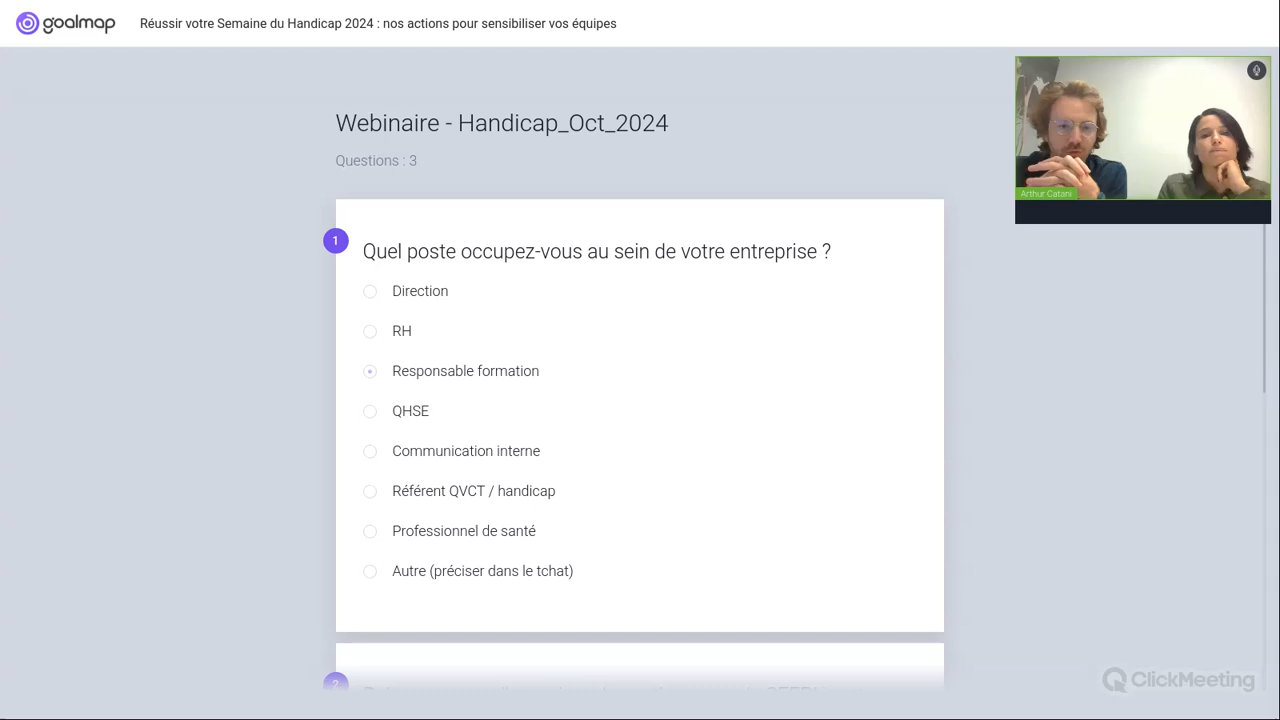 goalmap
Réussir votre Semaine du Handicap 2024 : nos actions pour sensibiliser vos équipes
Arthur Catani
Webinaire - Handicap_Oct_2024
Questions : 3
1
Quel poste occupez-vous au sein de votre entreprise ?
Direction
RH
Responsable formation
QHSE
Communication interne
Référent QVCT / handicap
Professionnel de santé
Autre (préciser dans le tchat)
2
ClickMeeting